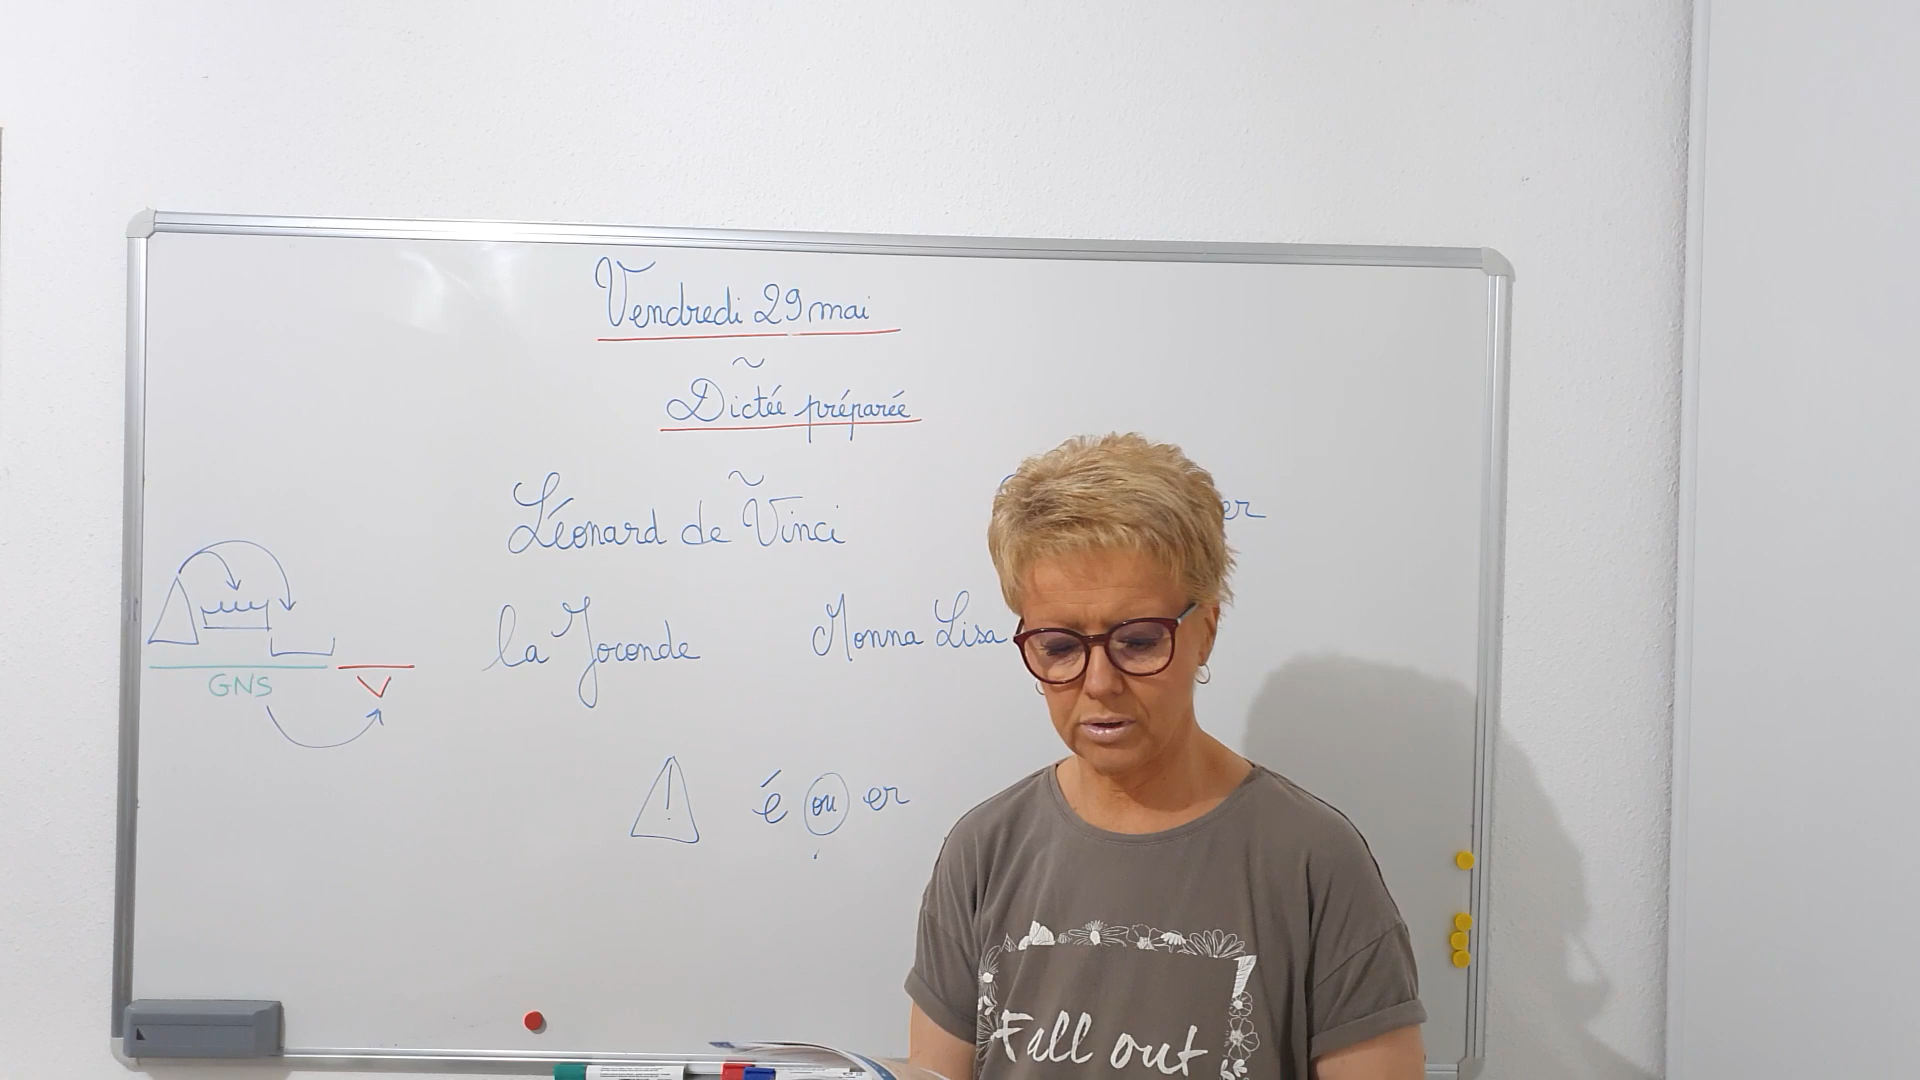 Vendredi 29 mai
Dictée préparée
Léonard de Vinci
la Joconde Monna Lisa
GNS V
! é ou er
Fall out